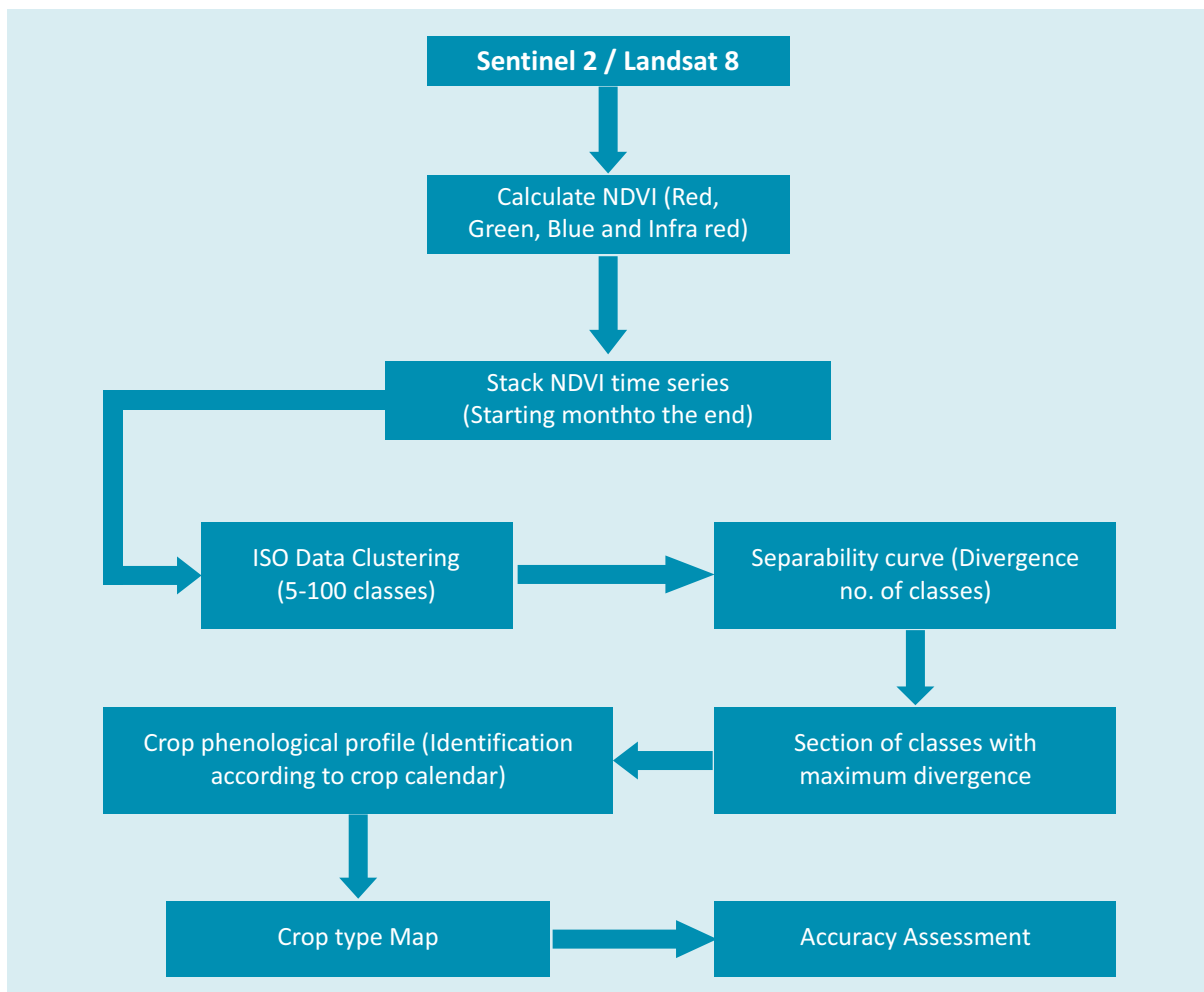 Sentinel 2 / Landsat 8
Calculate NDVI (Red,
Green, Blue and Infra red)
Stack NDVI time series
(Starting monthto the end)
ISO Data Clustering
(5-100 classes)
Separability curve (Divergence
no. of classes)
Section of classes with
maximum divergence
Crop phenological profile (Identification
according to crop calendar)
Crop type Map
Accuracy Assessment